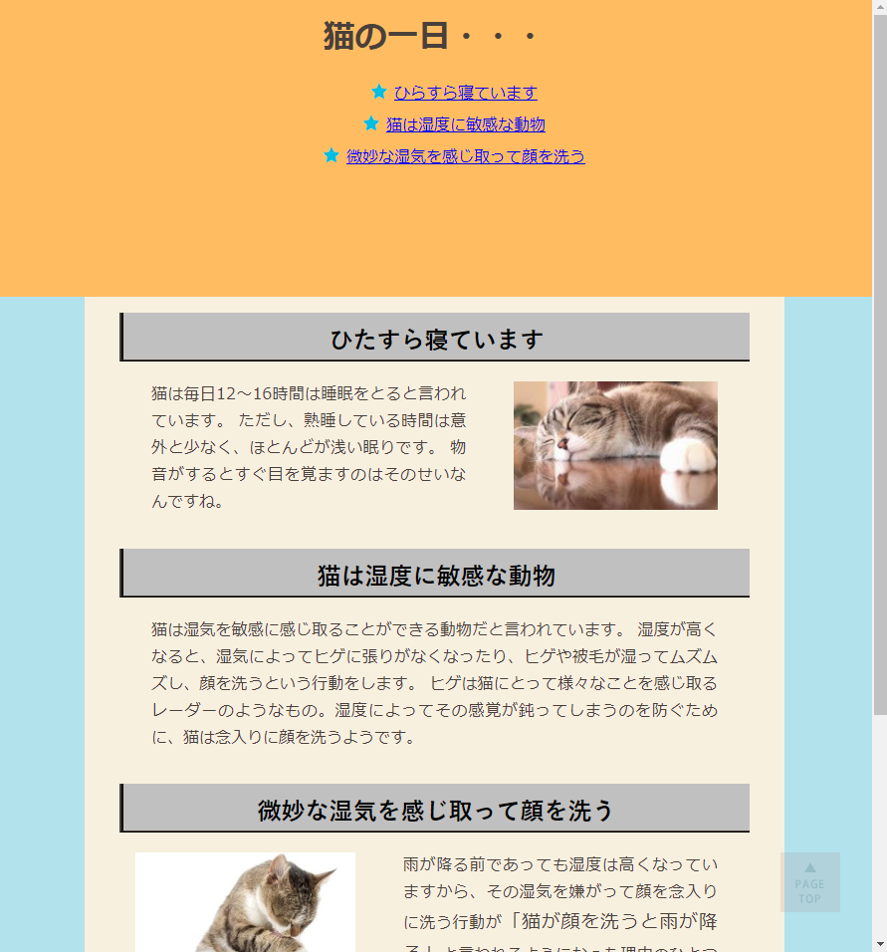 猫の一日・・・
ひらすら寝ています
猫は湿度に敏感な動物
微妙な湿気を感じ取って顔を洗う
ひたすら寝ています
猫は毎日12～16時間は睡眠をとると言われ
ています。 ただし、熟睡している時間は意
外と少なく、ほとんどが浅い眠りです。 物
音がするとすぐ目を覚ますのはそのせいな
んですね。
猫は湿度に敏感な動物
猫は湿気を敏感に感じ取ることができる動物だと言われています。 湿度が高く
なると、湿気によってヒゲに張りがなくなったり、ヒゲや被毛が湿ってムズム
ズし、顔を洗うという行動をします。 ヒゲは猫にとって様々なことを感じ取る
レーダーのようなもの。湿度によってその感覚が鈍ってしまうのを防ぐため
に、猫は念入りに顔を洗うようです。
微妙な湿気を感じ取って顔を洗う
雨が降る前であっても湿度は高くなってい
ますから、その湿気を嫌がって顔を念入り
に洗う行動が「猫が顔を洗うと雨が降
る」と言われるようになった理由のひとつ
PAGE
TOP